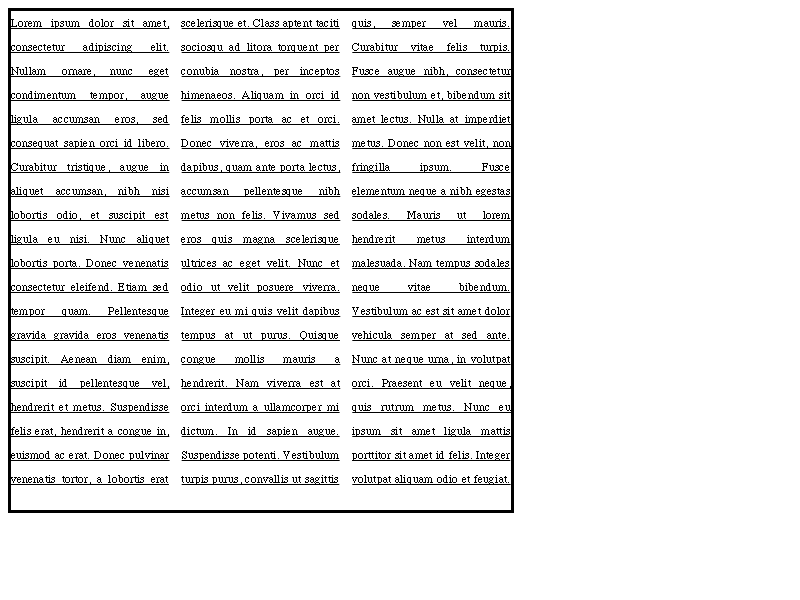 Lorem ipsum dolor sit amet,
consectetur adipiscing elit.
Nullam ornare, nunc eget
condimentum tempor, augue
ligula accumsan eros, sed
consequat sapien orci id libero.
Curabitur tristique, augue in
aliquet accumsan, nibh nisi
lobortis odio, et suscipit est
ligula eu nisi. Nunc aliquet
lobortis porta. Donec venenatis
consectetur eleifend. Etiam sed
tempor quam. Pellentesque
gravida gravida eros venenatis
suscipit. Aenean diam enim,
suscipit id pellentesque vel,
hendrerit et metus. Suspendisse
felis erat, hendrerit a congue in,
euismod ac erat. Donec pulvinar
venenatis tortor, a lobortis erat
scelerisque et. Class aptent taciti
sociosqu ad litora torquent per
conubia nostra, per inceptos
himenaeos. Aliquam in orci id
felis mollis porta ac et orci.
Donec viverra, eros ac mattis
dapibus, quam ante porta lectus,
accumsan pellentesque nibh
metus non felis. Vivamus sed
eros quis magna scelerisque
ultrices ac eget velit. Nunc et
odio ut velit posuere viverra.
Integer eu mi quis velit dapibus
tempus at ut purus. Quisque
congue mollis mauris a
hendrerit. Nam viverra est at
orci interdum a ullamcorper mi
dictum. In id sapien augue.
Suspendisse potenti. Vestibulum
turpis purus, convallis ut sagittis
quis, semper vel mauris.
Curabitur vitae felis turpis.
Fusce augue nibh, consectetur
non vestibulum et, bibendum sit
amet lectus. Nulla at imperdiet
metus. Donec non est velit, non
fringilla ipsum. Fusce
elementum neque a nibh egestas
sodales. Mauris ut lorem
hendrerit metus interdum
malesuada. Nam tempus sodales
neque vitae bibendum.
Vestibulum ac est sit amet dolor
vehicula semper at sed ante.
Nunc at neque urna, in volutpat
orci. Praesent eu velit neque,
quis rutrum metus. Nunc eu
ipsum sit amet ligula mattis
porttitor sit amet id felis. Integer
volutpat aliquam odio et feugiat.